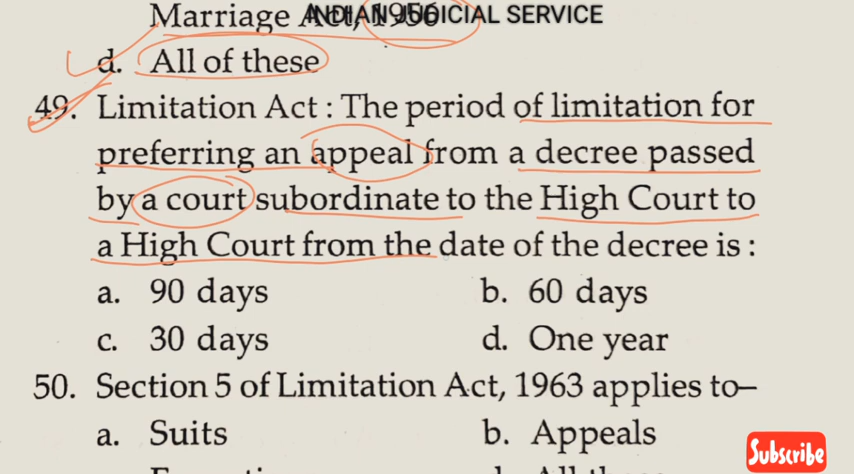 Marriage Act, 1956
INDIAN JUDICIAL SERVICE
d. All of these
49. Limitation Act : The period of limitation for
preferring an appeal from a decree passed
by a court subordinate to the High Court to
a High Court from the date of the decree is :
a. 90 days b. 60 days
c. 30 days d. One year
50. Section 5 of Limitation Act, 1963 applies to–
a. Suits b. Appeals
Subscribe